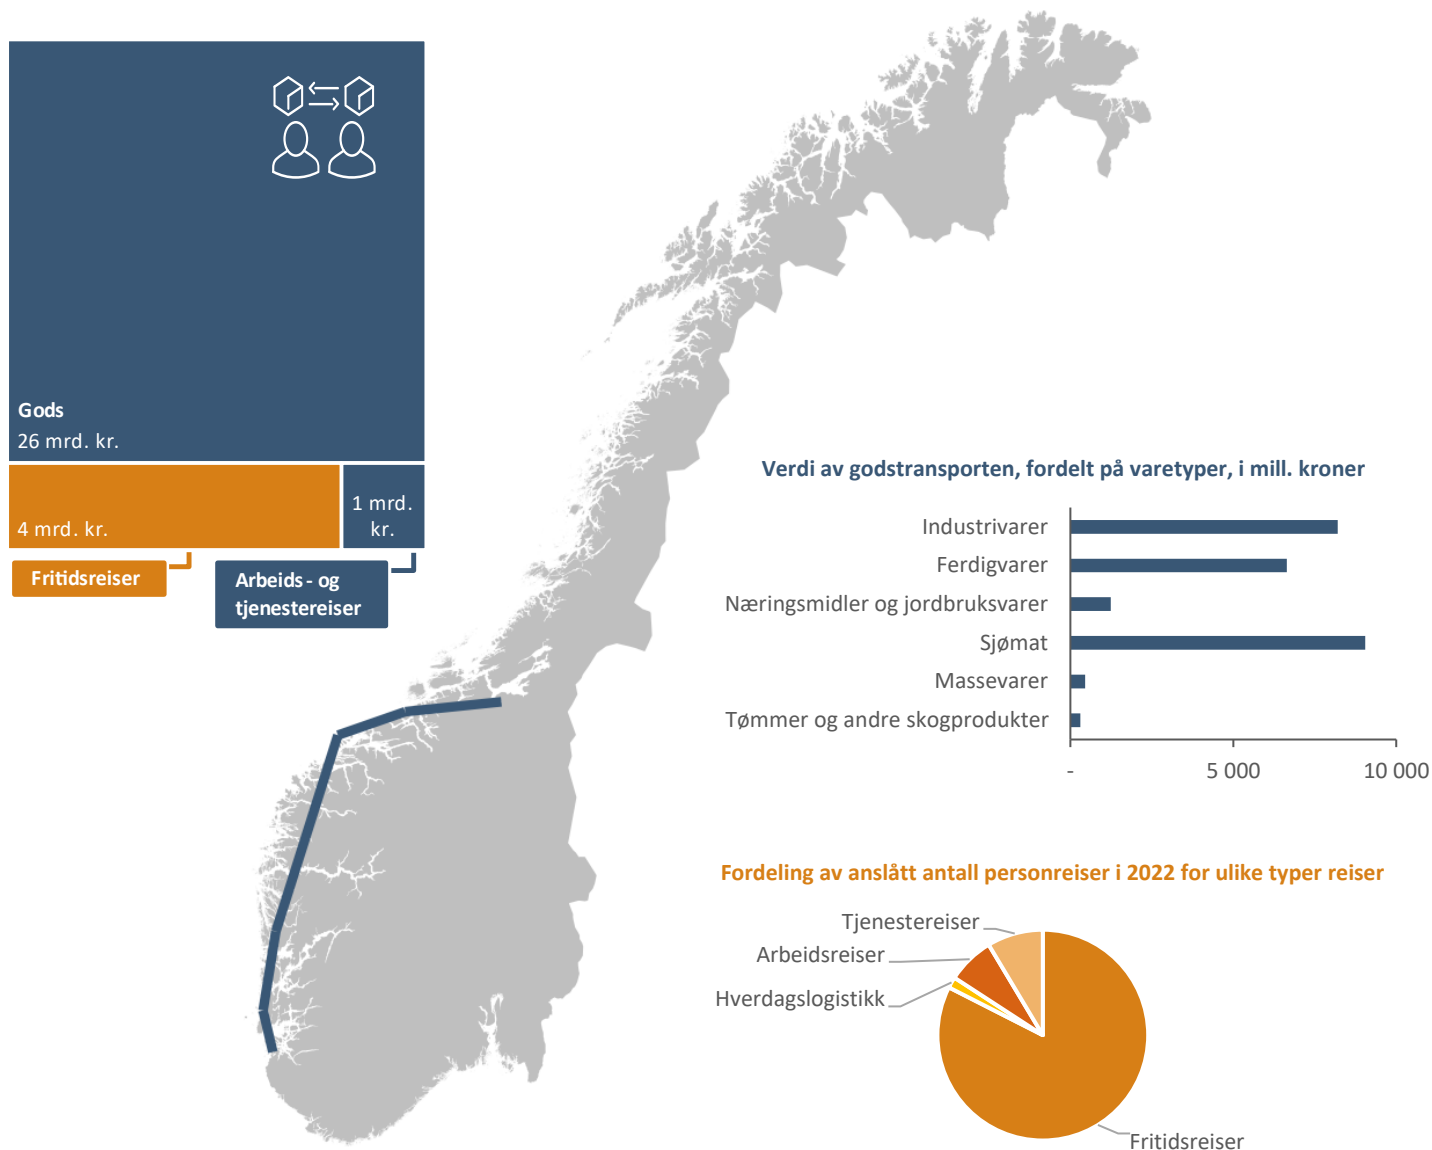 Gods
26 mrd. kr.
4 mrd. kr.
1 mrd.
kr.
Fritidsreiser
Arbeids - og
tjenestereiser
Verdi av godstransporten, fordelt på varetyper, i mill. kroner
Industrivarer
Ferdigvarer
Næringsmidler og jordbruksvarer
Sjømat
Massevarer
Tømmer og andre skogprodukter
- 5 000 10 000
Fordeling av anslått antall personreiser i 2022 for ulike typer reiser
Tjenestereiser
Arbeidsreiser
Hverdagslogistikk
Fritidsreiser